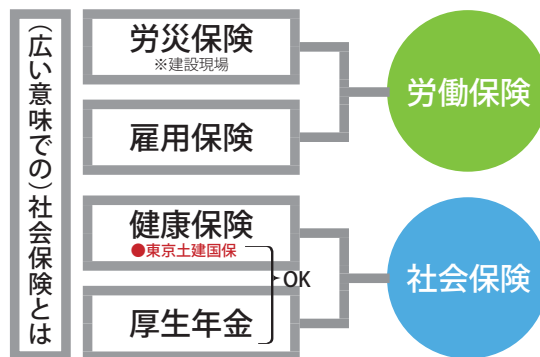 （広い意味での）社会保険とは
労災保険
※建設現場
雇用保険
労働保険
健康保険
●東京土建国保
OK
厚生年金
社会保険